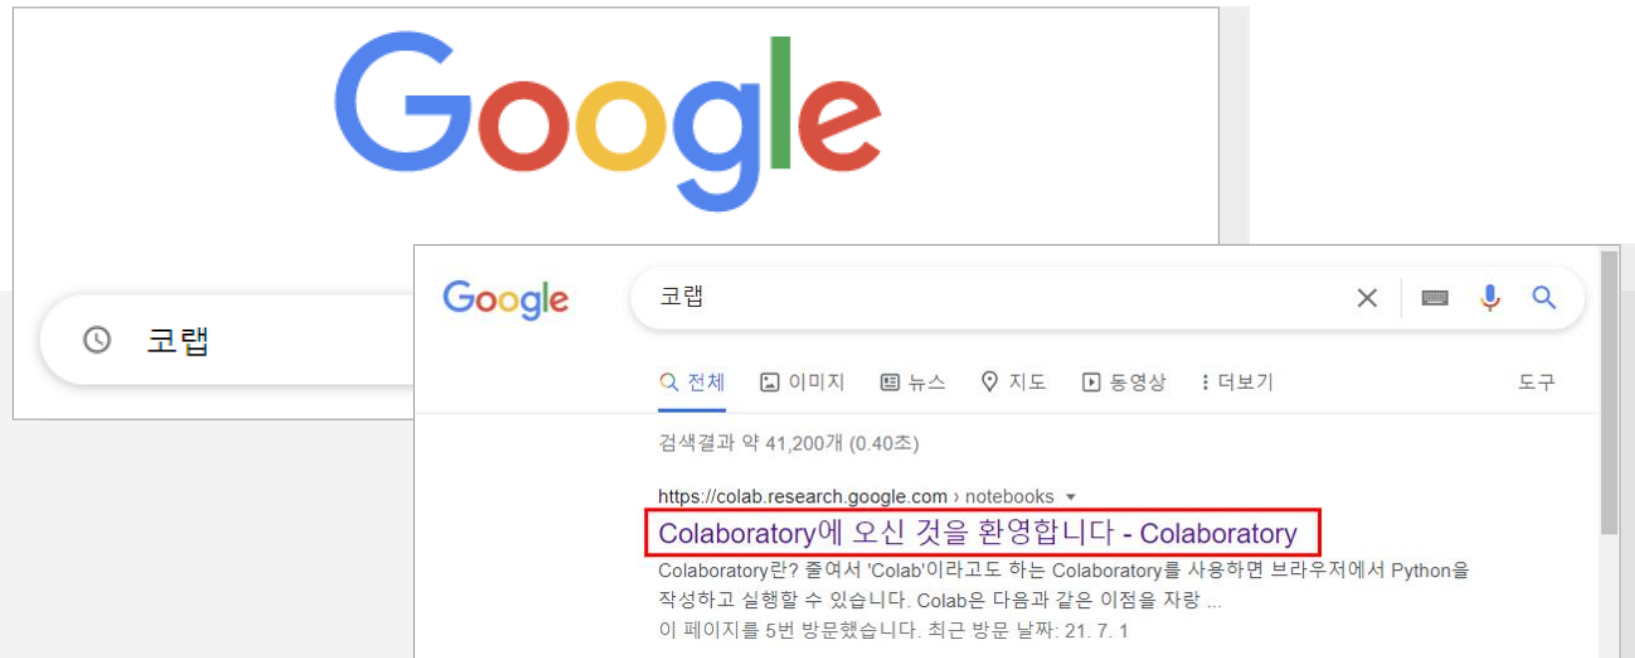 Google
코랩
Google
코랩
전체 이미지 뉴스 지도 동영상 더보기 도구
검색결과 약 41,200개 (0.40초)
https://colab.research.google.com › notebooks
Colaboratory에 오신 것을 환영합니다 - Colaboratory
Colaboratory란? 줄여서 'Colab'이라고도 하는 Colaboratory를 사용하면 브라우저에서 Python을
작성하고 실행할 수 있습니다. Colab은 다음과 같은 이점을 자랑 ...
이 페이지를 5번 방문했습니다. 최근 방문 날짜: 21. 7. 1